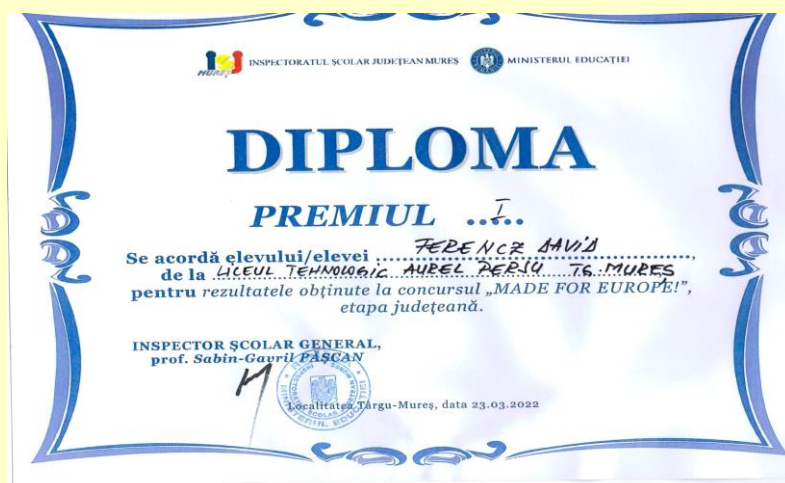 MUREȘ INSPECTORATUL ȘCOLAR JUDEȚEAN MUREȘ MINISTERUL EDUCAȚIEI
DIPLOMA
PREMIUL ..I...
Se acordă elevului/elevei : FERENCZ DAVID,
de la LICEUL TEHNOLOGIC AUREL PERSU TG. MUREȘ
pentru rezultatele obținute la concursul „MADE FOR EUROPE!”,
etapa județeană.
INSPECTOR ȘCOLAR GENERAL,
prof. Sabin-Gavril PĂȘCAN
Localitatea Târgu-Mureș, data 23.03.2022